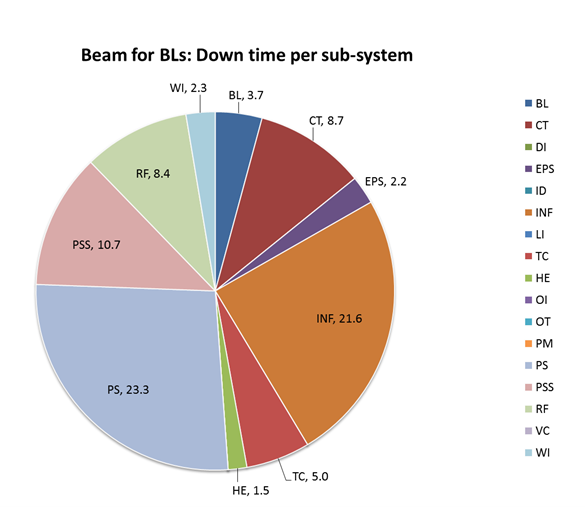 Beam for BLs: Down time per sub-system
WI, 2.3
BL, 3.7
CT, 8.7
EPS, 2.2
INF, 21.6
TC, 5.0
HE, 1.5
PS, 23.3
PSS, 10.7
RF, 8.4
BL
CT
DI
EPS
ID
INF
LI
TC
HE
OI
OT
PM
PS
PSS
RF
VC
WI